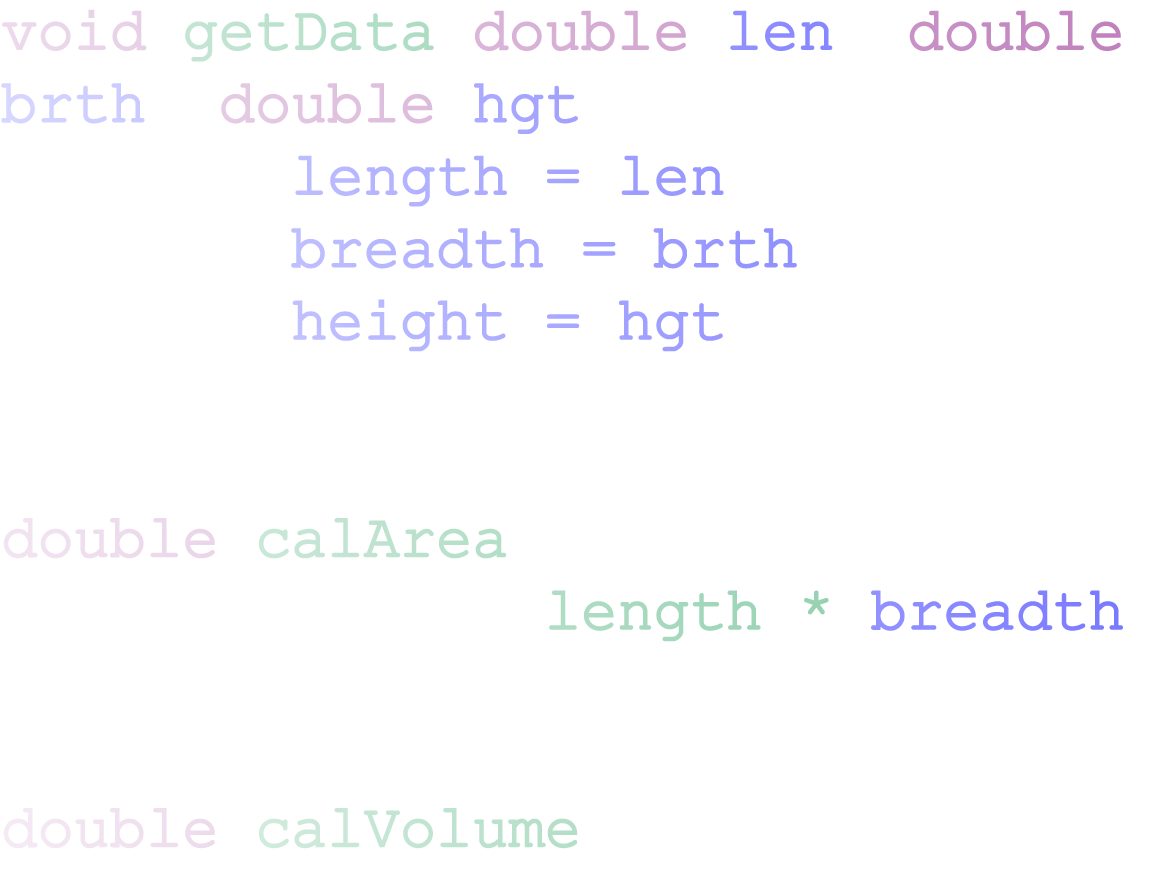 void getData double len double
brth double hgt
length = len
breadth = brth
height = hgt
double calArea
length * breadth
double calVolume